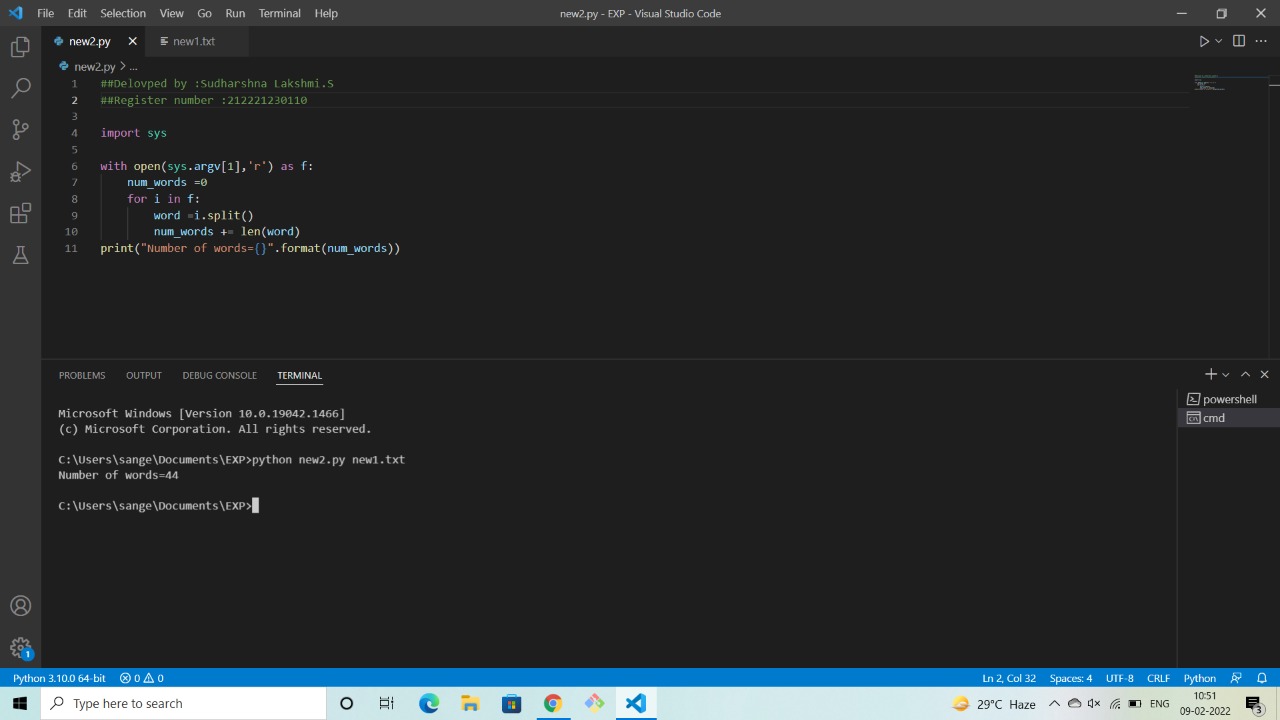 File Edit Selection View Go Run Terminal Help
new2.py - EXP - Visual Studio Code
new2.py
new1.txt
new2.py > ...
1 ##Delovped by :Sudharshna Lakshmi.S
2 ##Register number :212221230110
3
4 import sys
5
6 with open(sys.argv[1],'r') as f:
7 num_words =0
8 for i in f:
9 word =i.split()
10 num_words += len(word)
11 print("Number of words={}".format(num_words))
PROBLEMS OUTPUT DEBUG CONSOLE TERMINAL
powershell
cmd
Microsoft Windows [Version 10.0.19042.1466]
(c) Microsoft Corporation. All rights reserved.
C:\Users\sange\Documents\EXP>python new2.py new1.txt
Number of words=44
C:\Users\sange\Documents\EXP>
1
Python 3.10.0 64-bit 0 0
Ln 2, Col 32 Spaces: 4 UTF-8 CRLF Python
Type here to search
29°C Haze
ENG
10:51
09-02-2022
3